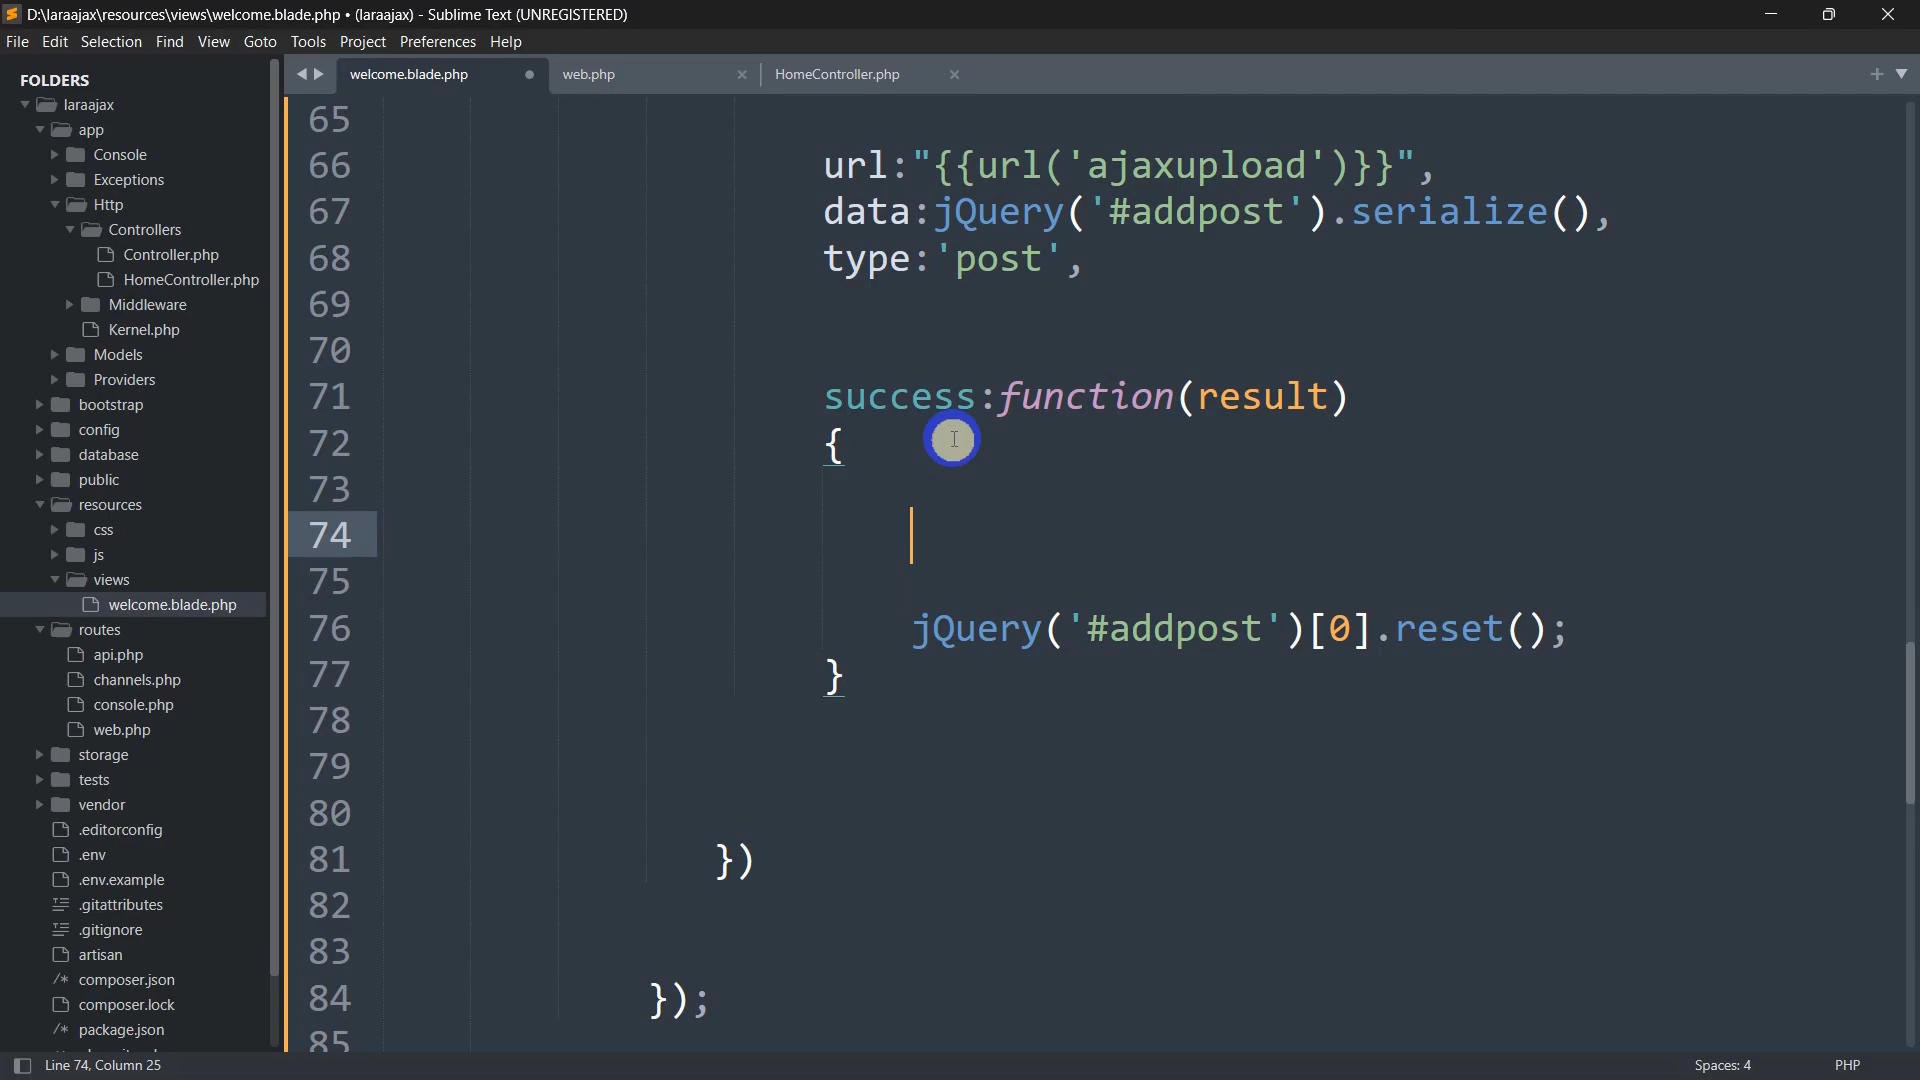 D:\laraajax\resources\views\welcome.blade.php • (laraajax) - Sublime Text (UNREGISTERED)
File Edit Selection Find View Goto Tools Project Preferences Help
FOLDERS
laraajax
app
Console
Exceptions
Http
Controllers
Controller.php
HomeController.php
Middleware
Kernel.php
Models
Providers
bootstrap
config
database
public
resources
css
js
views
welcome.blade.php
routes
api.php
channels.php
console.php
web.php
storage
tests
vendor
.editorconfig
.env
.env.example
.gitattributes
.gitignore
artisan
composer.json
composer.lock
package.json
welcome.blade.php web.php HomeController.php
65
66 url:"{{url('ajaxupload')}}",
67 data:jQuery('#addpost').serialize(),
68 type:'post',
69
70
71 success:function(result)
72 {
73
74
75
76 jQuery('#addpost')[0].reset();
77 }
78
79
80
81 })
82
83
84 });
85
Line 74, Column 25 Spaces: 4 PHP